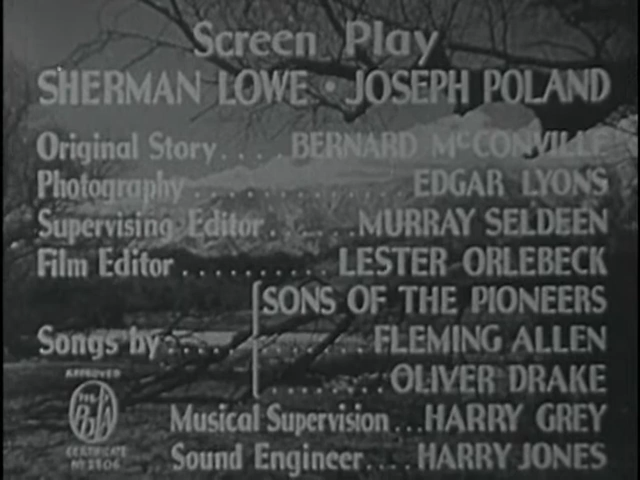 Screen Play
SHERMAN LOWE • JOSEPH POLAND
Original Story.... BERNARD McCONVILLE
Photography............. EDGAR LYONS
Supervising Editor......MURRAY SELDEEN
Film Editor.......... LESTER ORLEBECK
SONS OF THE PIONEERS
Songs by............ FLEMING ALLEN
........OLIVER DRAKE
Musical Supervision...HARRY GREY
Sound Engineer....HARRY JONES
APPROVED
CERTIFICATE